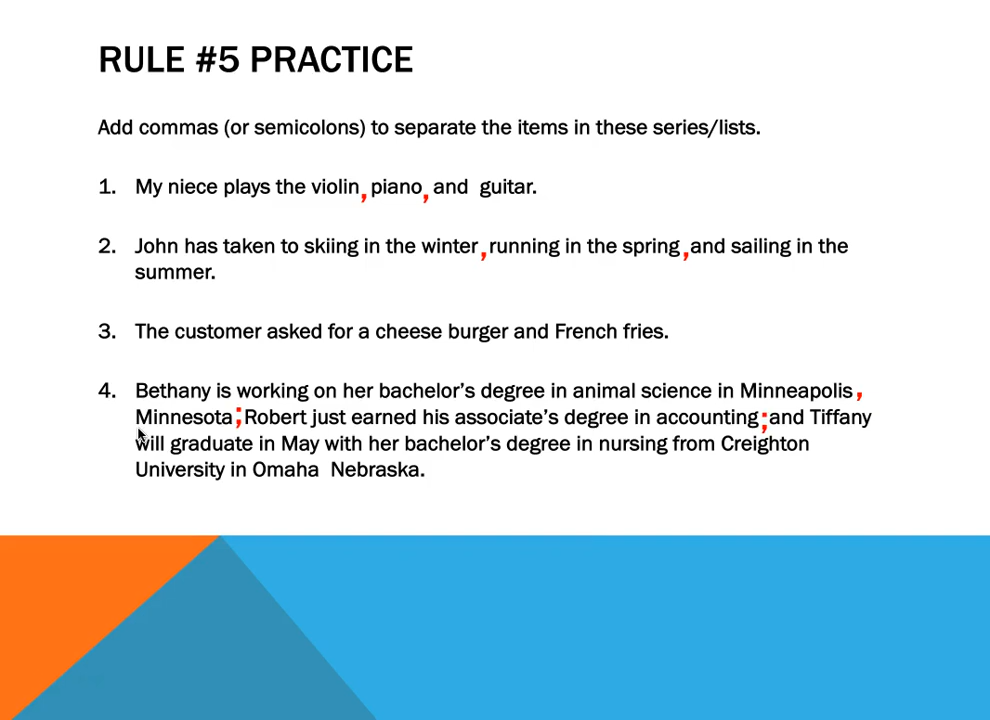 RULE #5 PRACTICE
Add commas (or semicolons) to separate the items in these series/lists.
1. My niece plays the violin, piano, and guitar.
2. John has taken to skiing in the winter, running in the spring, and sailing in the
summer.
3. The customer asked for a cheese burger and French fries.
4. Bethany is working on her bachelor’s degree in animal science in Minneapolis,
Minnesota; Robert just earned his associate’s degree in accounting; and Tiffany
will graduate in May with her bachelor’s degree in nursing from Creighton
University in Omaha Nebraska.